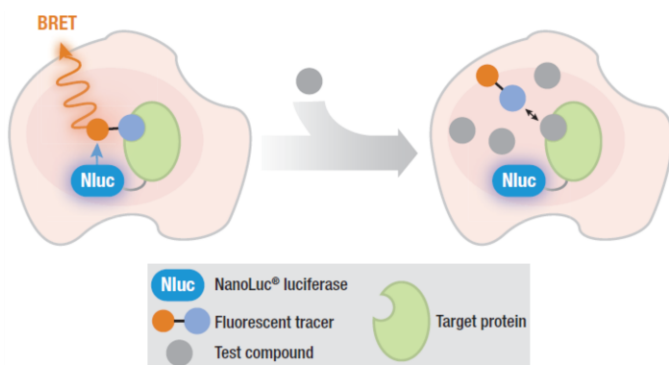 BRET
Nluc
Nluc
Nluc NanoLuc® luciferase
Fluorescent tracer
Test compound
Target protein